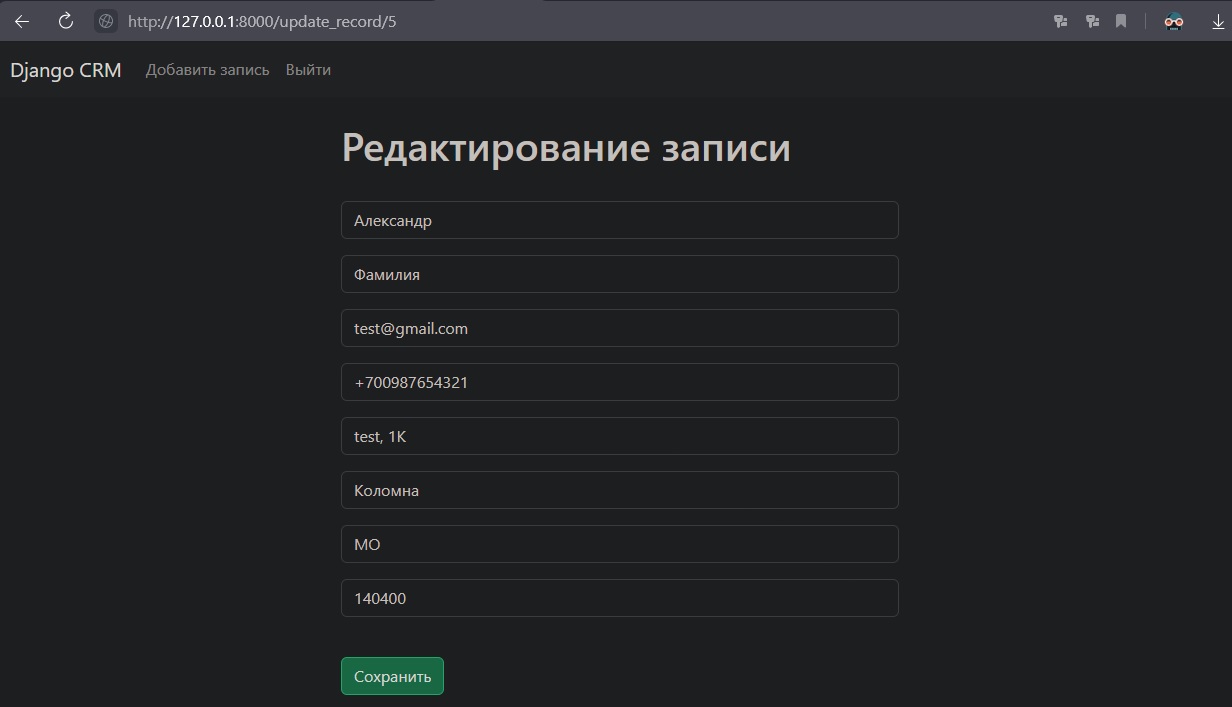 http://127.0.0.1:8000/update_record/5
Django CRM Добавить запись Выйти
Редактирование записи
Александр
Фамилия
test@gmail.com
+700987654321
test, 1К
Коломна
МО
140400
Сохранить